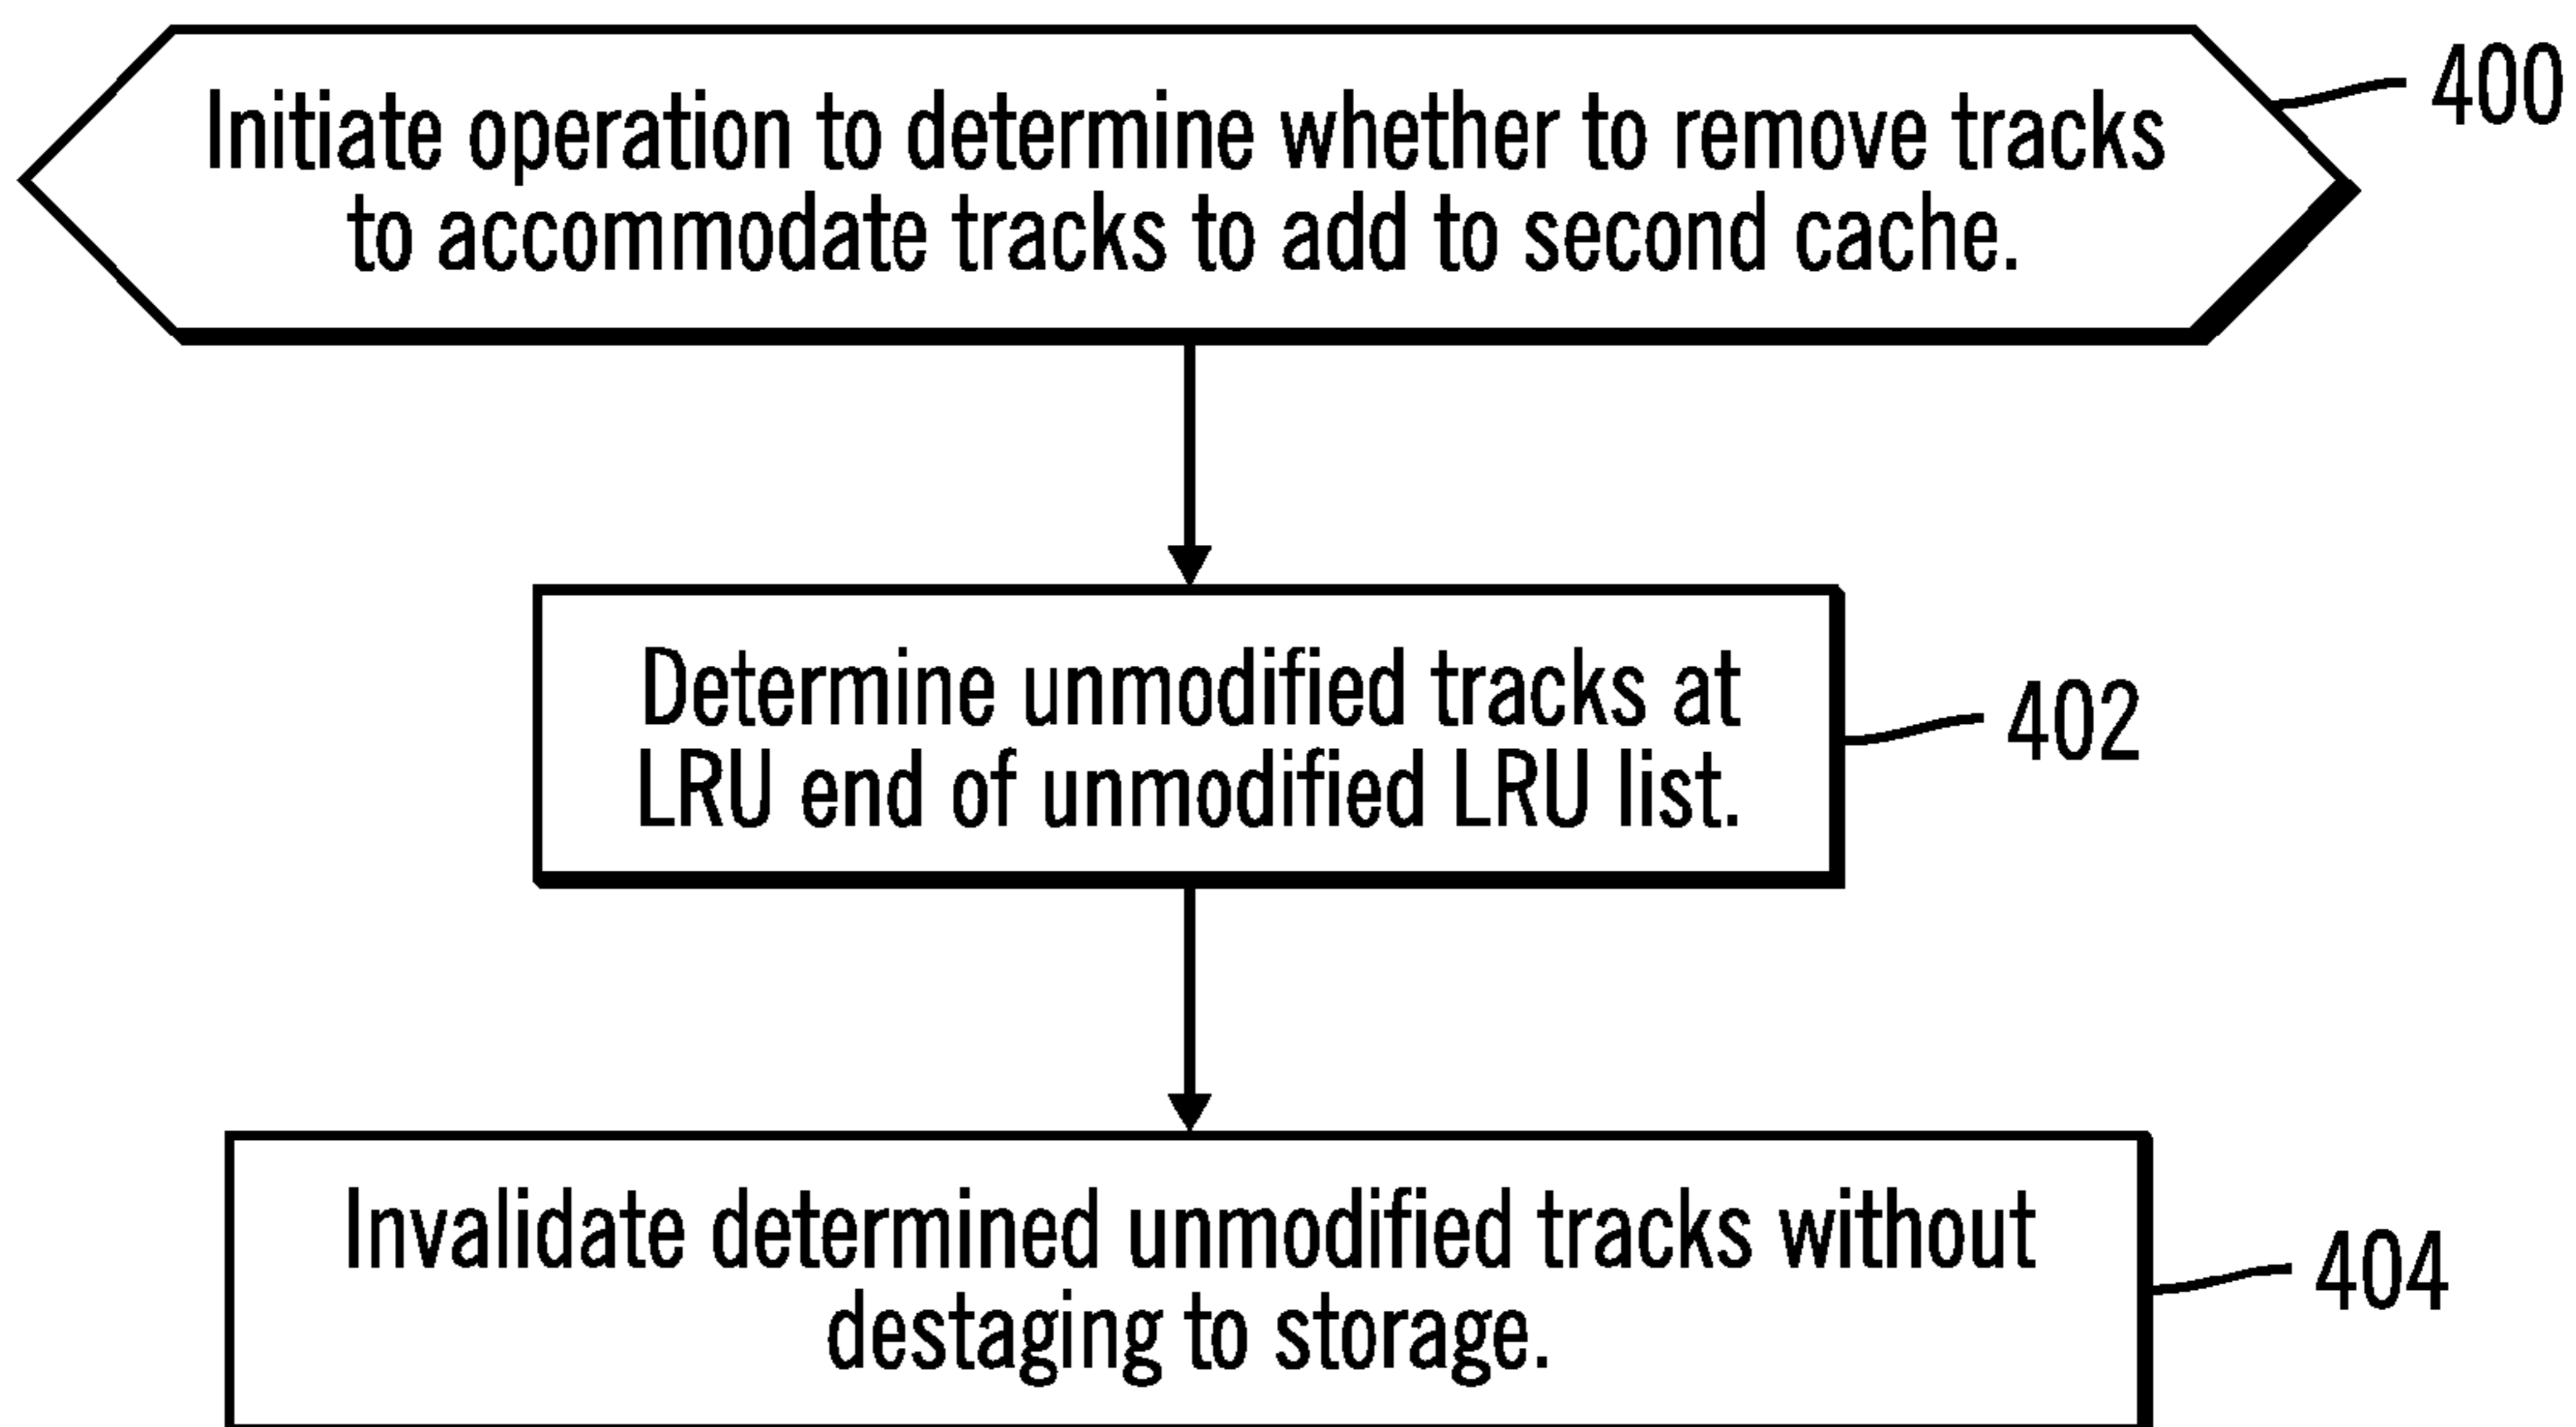 Initiate operation to determine whether to remove tracks
to accommodate tracks to add to second cache.
400
Determine unmodified tracks at
LRU end of unmodified LRU list.
402
Invalidate determined unmodified tracks without
destaging to storage.
404